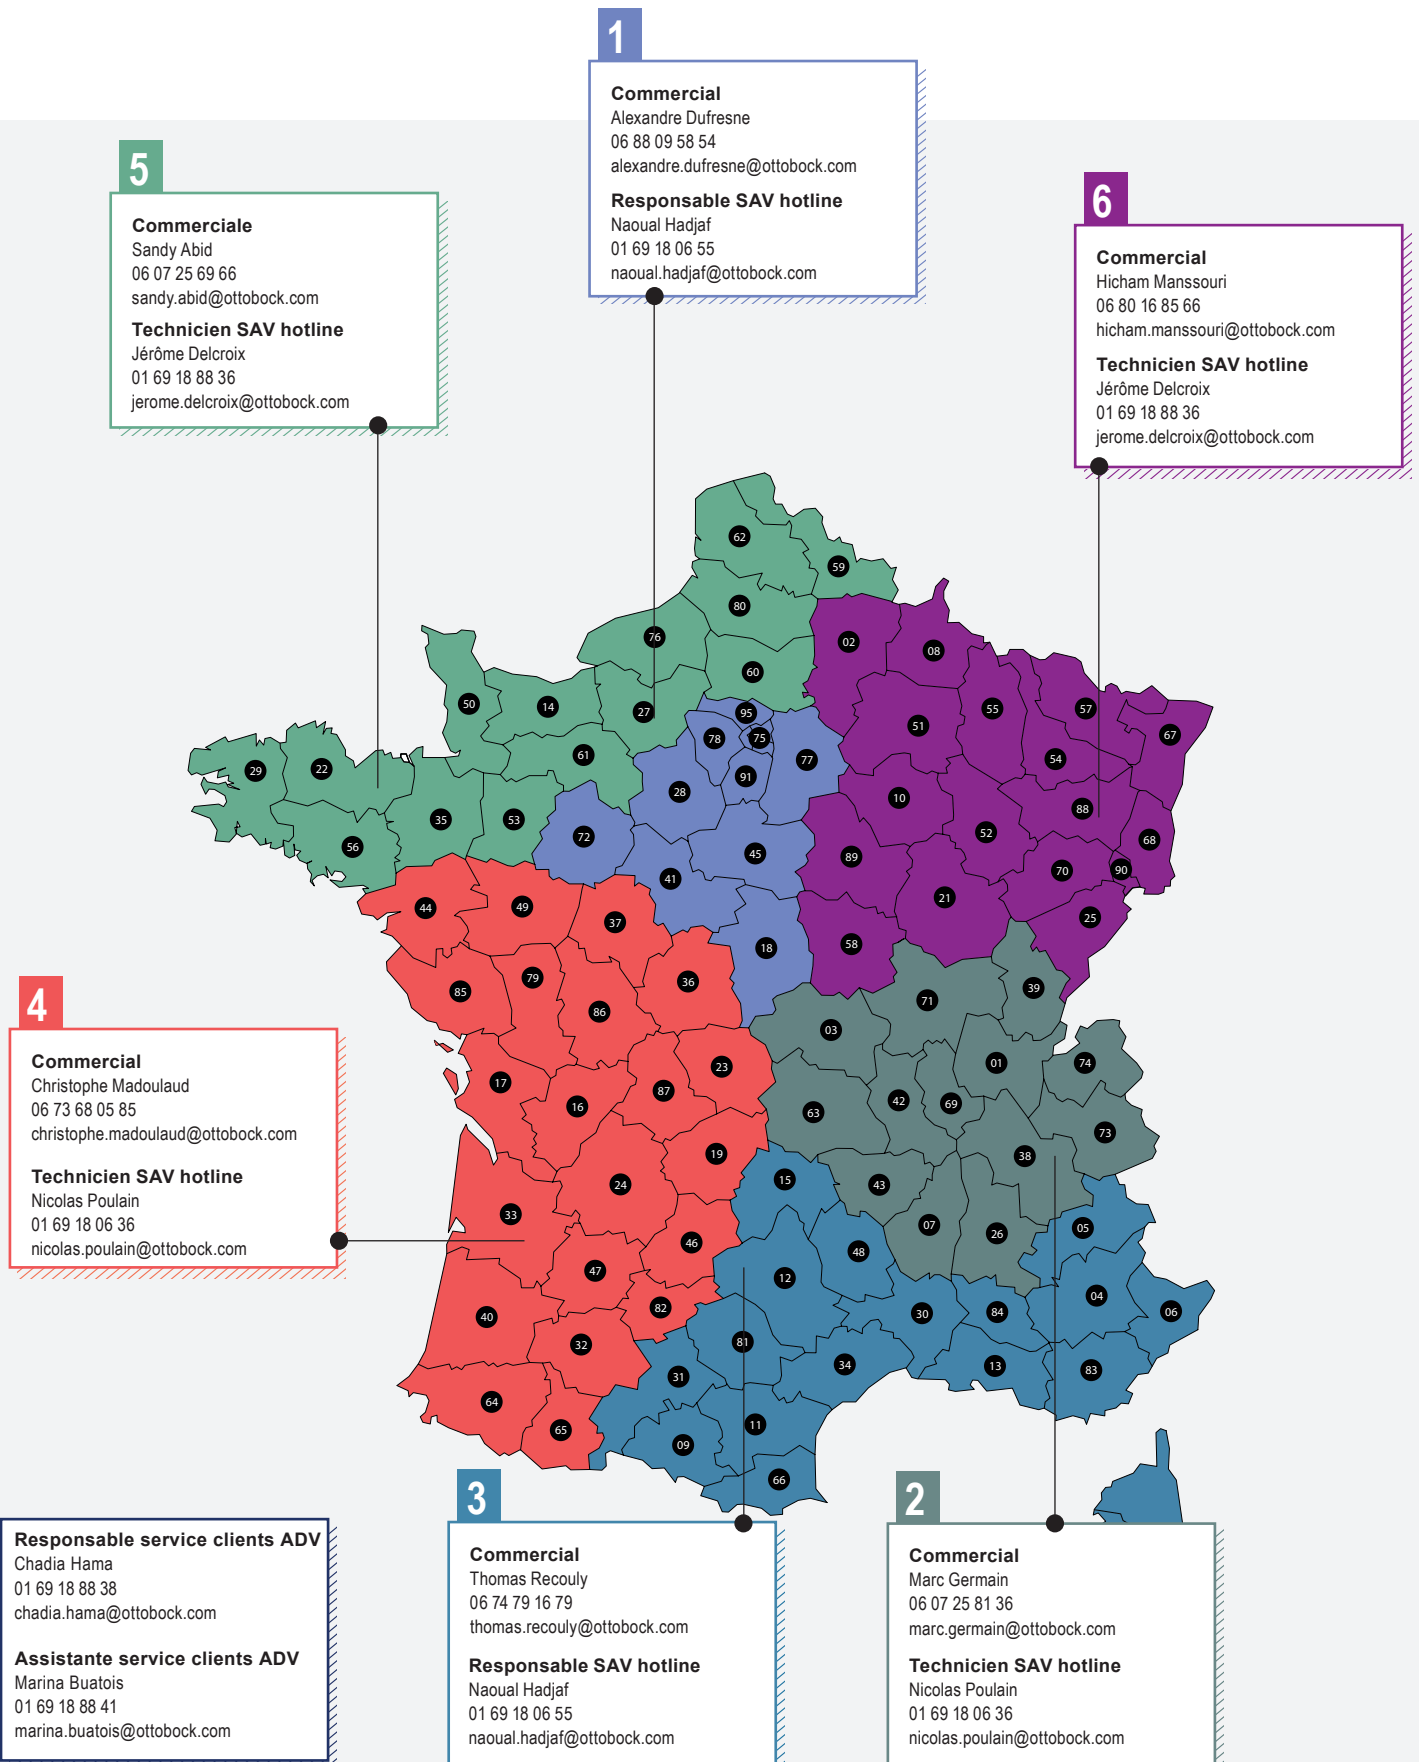 1
Commercial
Alexandre Dufresne
06 88 09 58 54
alexandre.dufresne@ottobock.com
Responsable SAV hotline
Naoual Hadjaf
01 69 18 06 55
naoual.hadjaf@ottobock.com
5
Commerciale
Sandy Abid
06 07 25 69 66
sandy.abid@ottobock.com
Technicien SAV hotline
Jérôme Delcroix
01 69 18 88 36
jerome.delcroix@ottobock.com
6
Commercial
Hicham Manssouri
06 80 16 85 66
hicham.manssouri@ottobock.com
Technicien SAV hotline
Jérôme Delcroix
01 69 18 88 36
jerome.delcroix@ottobock.com
62
59
80
76
02
08
60
50
14
27
95
55
57
51
67
78
75
61
54
77
29
22
91
28
10
88
35
53
72
52
68
56
45
89
41
70
90
21
44
49
37
25
18
58
79
36
39
85
71
86
03
23
01
74
17
87
42
69
16
63
73
19
38
15
24
43
33
07
05
46
26
48
47
12
04
82
30
84
06
40
81
32
34
13
83
31
64
11
65
09
66
4
Commercial
Christophe Madoulaud
06 73 68 05 85
christophe.madoulaud@ottobock.com
Technicien SAV hotline
Nicolas Poulain
01 69 18 06 36
nicolas.poulain@ottobock.com
Responsable service clients ADV
Chadia Hama
01 69 18 88 38
chadia.hama@ottobock.com
Assistante service clients ADV
Marina Buatois
01 69 18 88 41
marina.buatois@ottobock.com
3
Commercial
Thomas Recouly
06 74 79 16 79
thomas.recouly@ottobock.com
Responsable SAV hotline
Naoual Hadjaf
01 69 18 06 55
naoual.hadjaf@ottobock.com
2
Commercial
Marc Germain
06 07 25 81 36
marc.germain@ottobock.com
Technicien SAV hotline
Nicolas Poulain
01 69 18 06 36
nicolas.poulain@ottobock.com